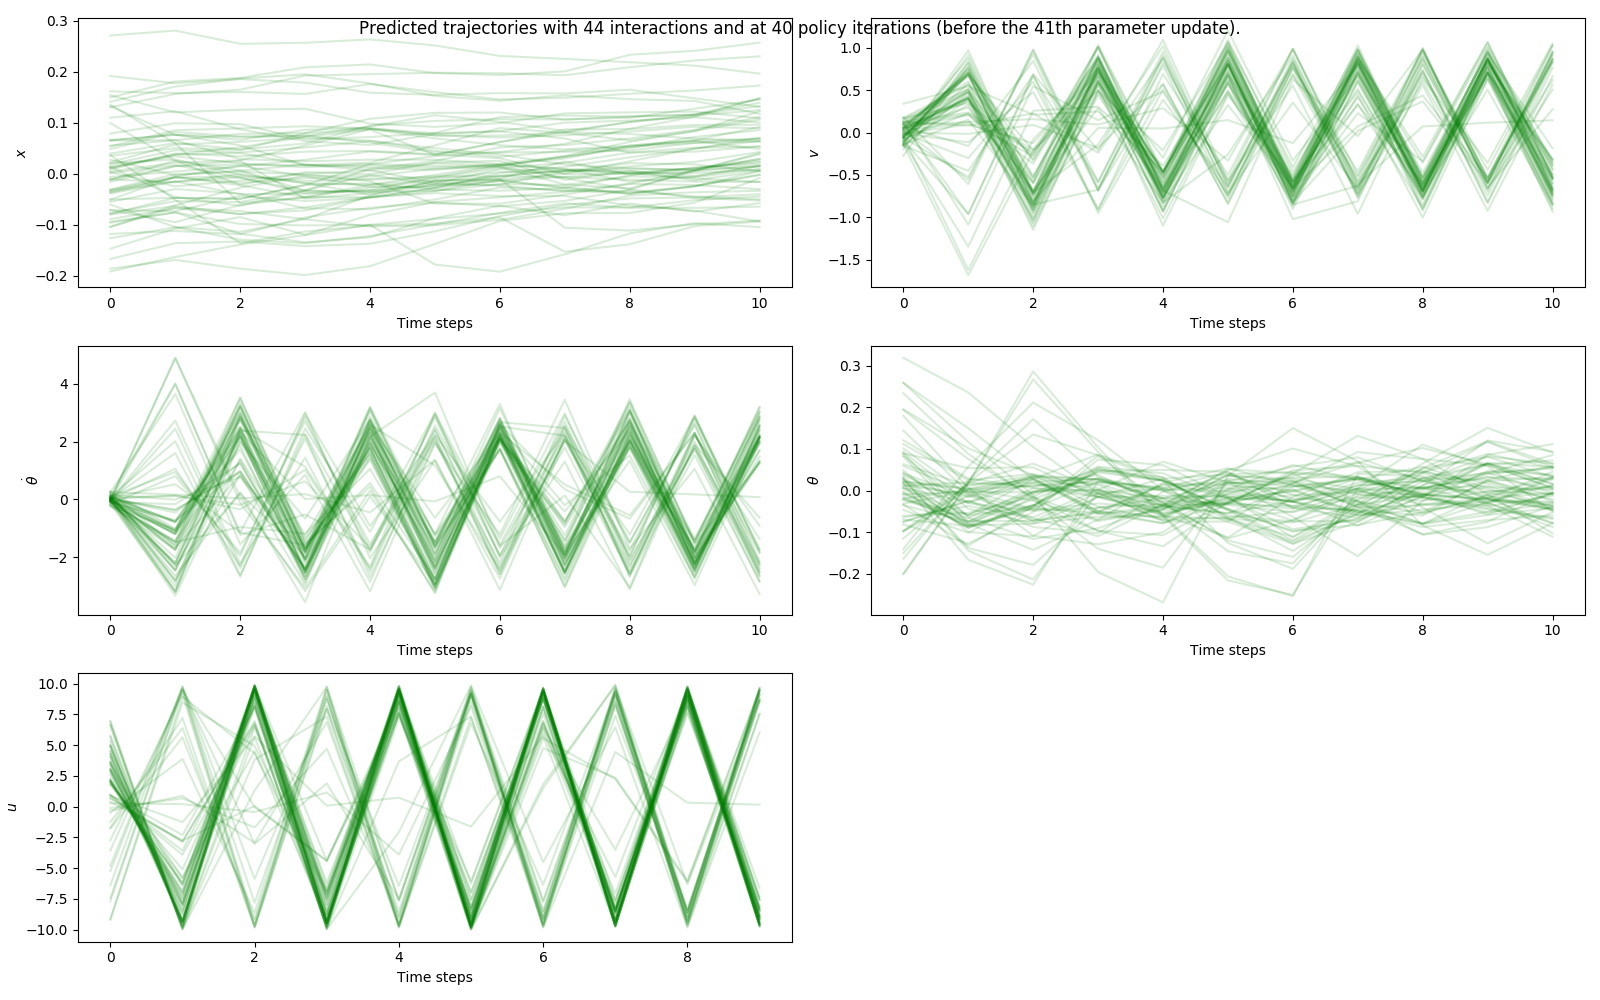 Predicted trajectories with 44 interactions and at 40 policy iterations (before the 41th parameter update).
0.3
0.2
0.1
0.0
−0.1
−0.2
x
0 2 4 6 8 10
Time steps
1.0
0.5
0.0
−0.5
−1.0
−1.5
v
0 2 4 6 8 10
Time steps
4
2
0
−2
θ̇
0 2 4 6 8 10
Time steps
0.3
0.2
0.1
0.0
−0.1
−0.2
θ
0 2 4 6 8 10
Time steps
10.0
7.5
5.0
2.5
0.0
−2.5
−5.0
−7.5
−10.0
u
0 2 4 6 8
Time steps